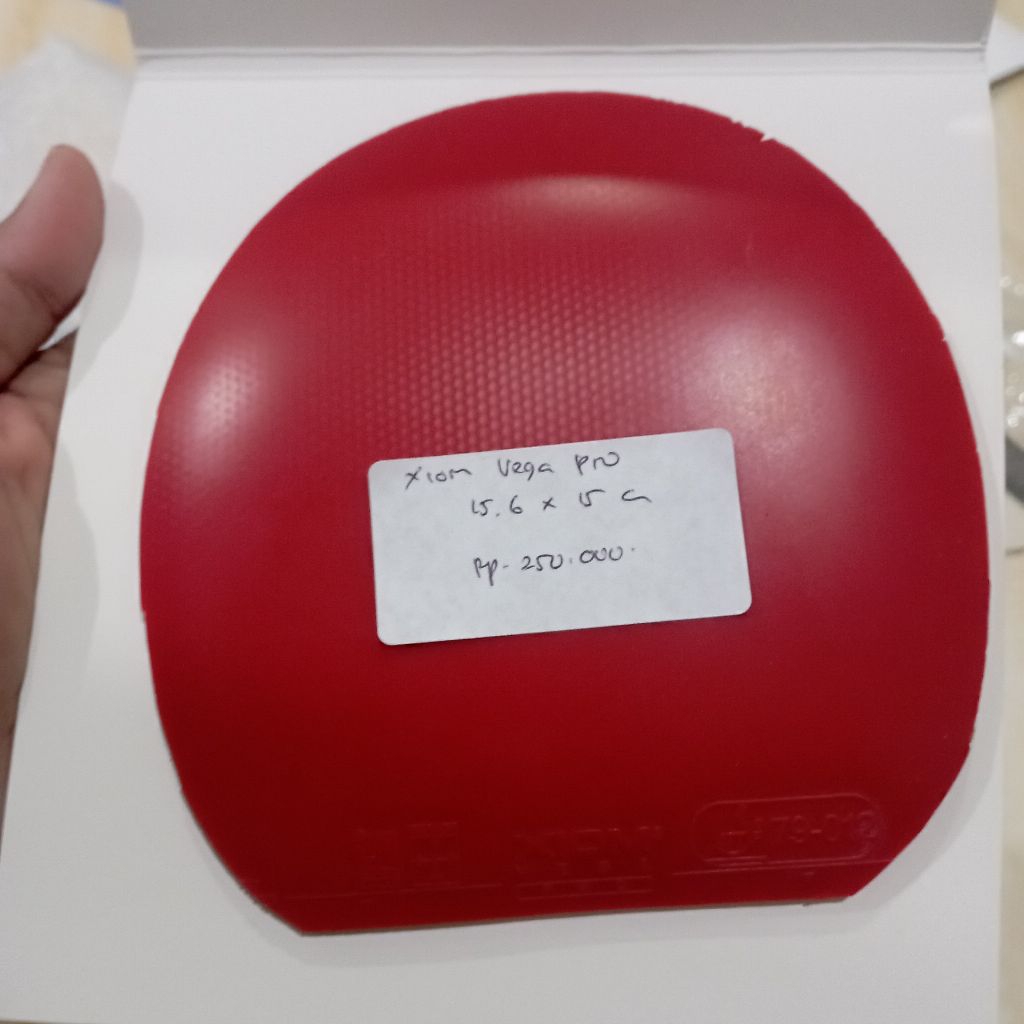 xiom Vega pro
15.6 x 15 cm
Rp. 250.000.